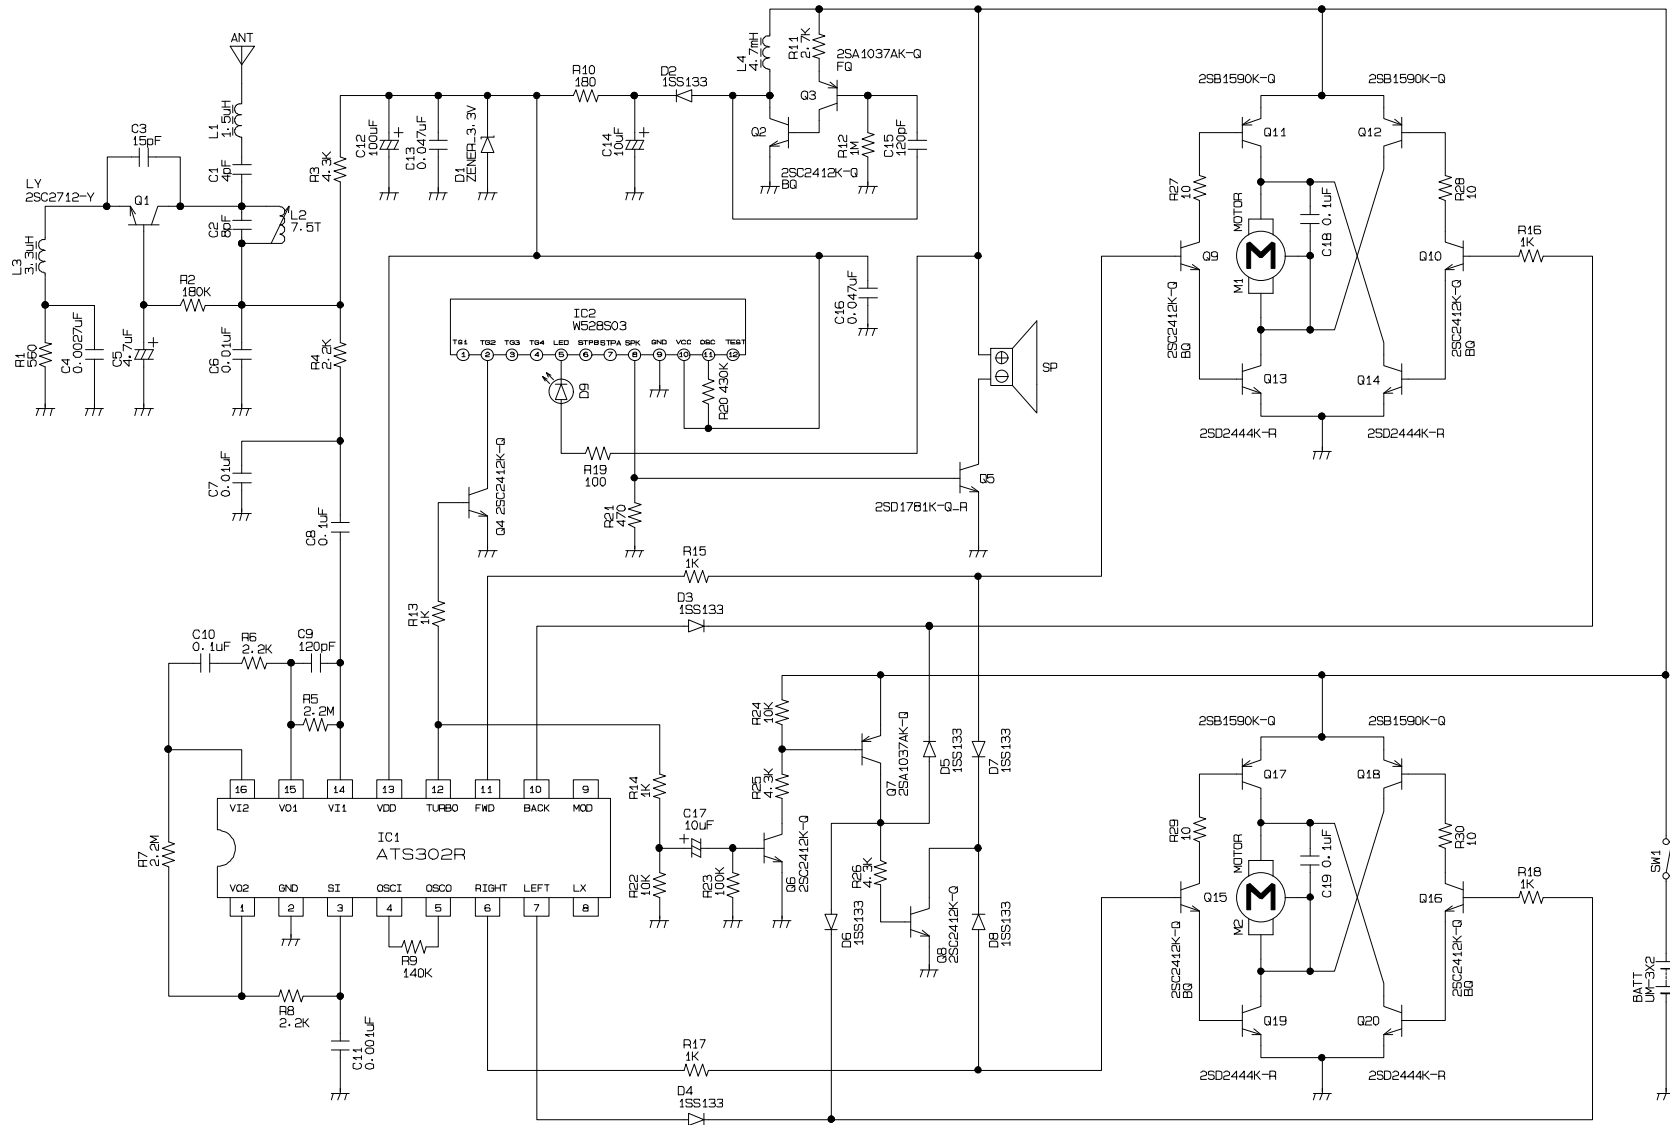 ANT
L1
1.5uH
C3
15pF
C1
4pF
LY
2SC2712-Y
Q1
C2
8pF
L2
7.5T
L3
3.3uH
R2
180K
R1
560
C4
0.0027uF
C5
4.7uF
C6
0.01uF
R3
4.3K
R4
2.2K
C7
0.01uF
C8
0.1uF
C12
100uF
C13
0.047uF
D1
ZENER_3.3V
R10
180
D2
1SS133
C14
10uF
L4
4.7mH
R11
2.7K
2SA1037AK-Q
FQ
Q3
Q2
2SC2412K-Q
BQ
R12
1M
C15
120pF
C16
0.047uF
IC2
W528S03
TG1 TG2 TG3 TG4 LED STPB STPA SPK GND VCC OSC TEST
1 2 3 4 5 6 7 8 9 10 11 12
D9
R20 430K
R19
100
R21
470
Q4 2SC2412K-Q
Q5
2SD1781K-Q_R
SP
R13
1K
R15
1K
D3
1SS133
C10
0.1uF
R6
2.2K
C9
120pF
R5
2.2M
R7
2.2M
16 15 14 13 12 11 10 9
VI2 VO1 VI1 VDD TURBO FWD BACK MOD
IC1
ATS302R
VO2 GND SI OSCI OSCO RIGHT LEFT LX
1 2 3 4 5 6 7 8
R9
140K
R8
2.2K
C11
0.001uF
R14
1K
R22
10K
C17
10uF
R23
100K
R24
10K
R25
4.3K
Q6
2SC2412K-Q
Q7
2SA1037AK-Q
D5
1SS133
D7
1SS133
D6
1SS133
R26
4.3K
Q8
2SC2412K-Q
D8
1SS133
R17
1K
D4
1SS133
2SB1590K-Q
2SB1590K-Q
Q11
Q12
R27
10
R28
10
MOTOR
M
M1
C18 0.1uF
Q9
2SC2412K-Q
BQ
Q10
2SC2412K-Q
BQ
R16
1K
Q13
Q14
2SD2444K-R
2SD2444K-R
2SB1590K-Q
2SB1590K-Q
Q17
Q18
R29
10
R30
10
MOTOR
M
M2
C19 0.1uF
Q15
2SC2412K-Q
BQ
Q16
2SC2412K-Q
BQ
R18
1K
Q19
Q20
2SD2444K-R
2SD2444K-R
SW1
BATT
UM-3X2